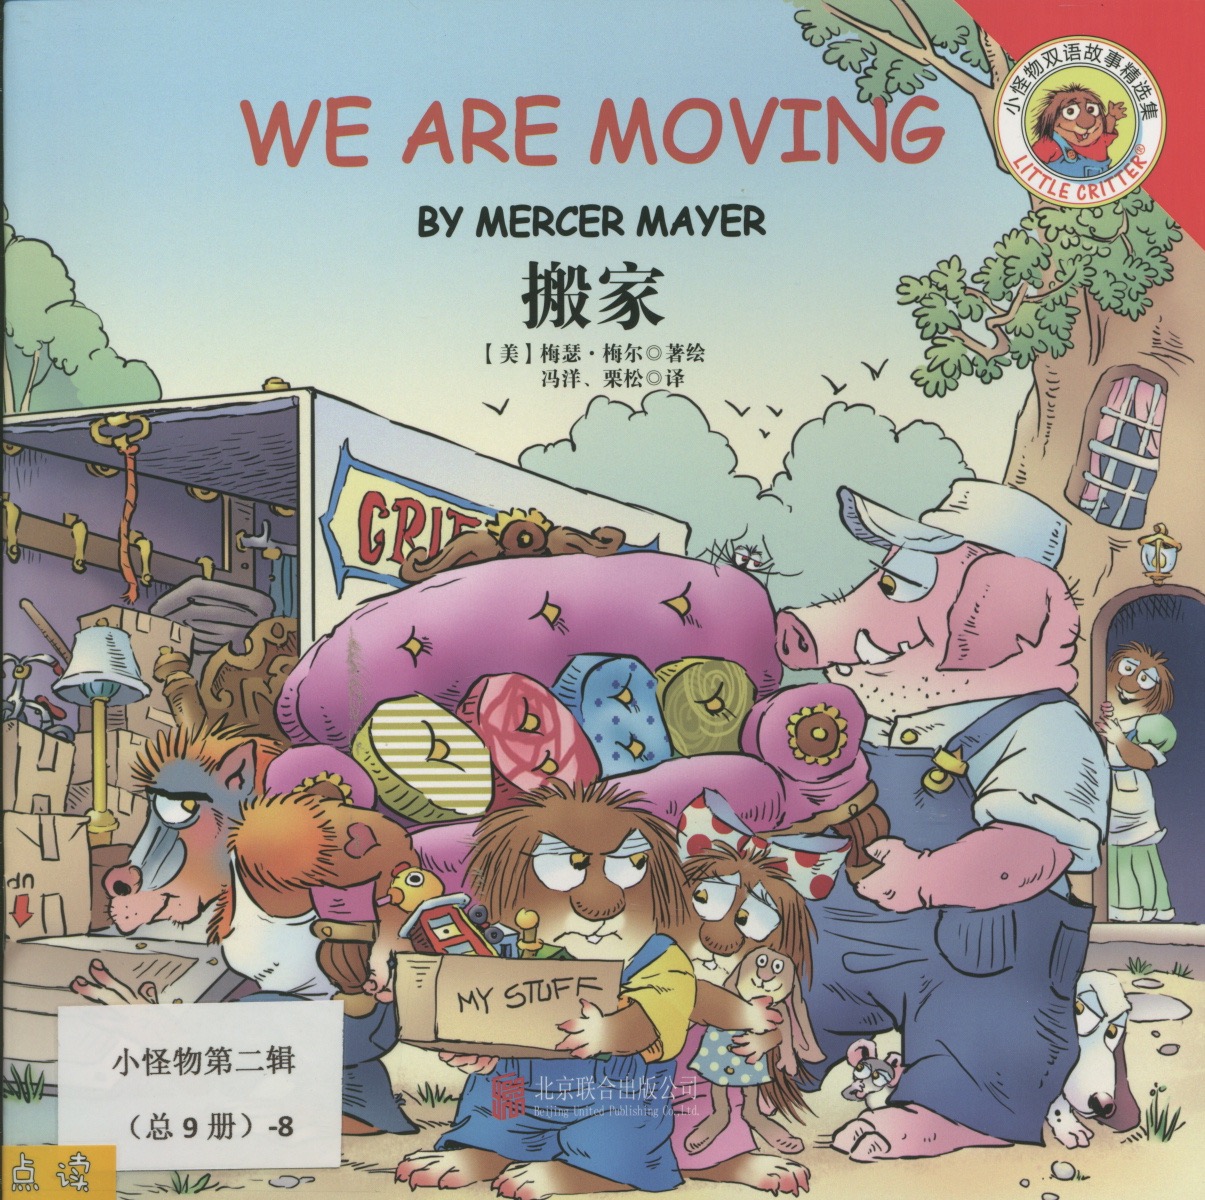 小怪物双语故事精选集
LITTLE CRITTER®
WE ARE MOVING
BY MERCER MAYER
搬家
【美】梅瑟·梅尔◎著绘
冯洋、栗松◎译
CRIT
UP
MY STUFF
小怪物第二辑
（总9册）-8
北京联合出版公司
Beijing United Publishing Co.,Ltd.
点读